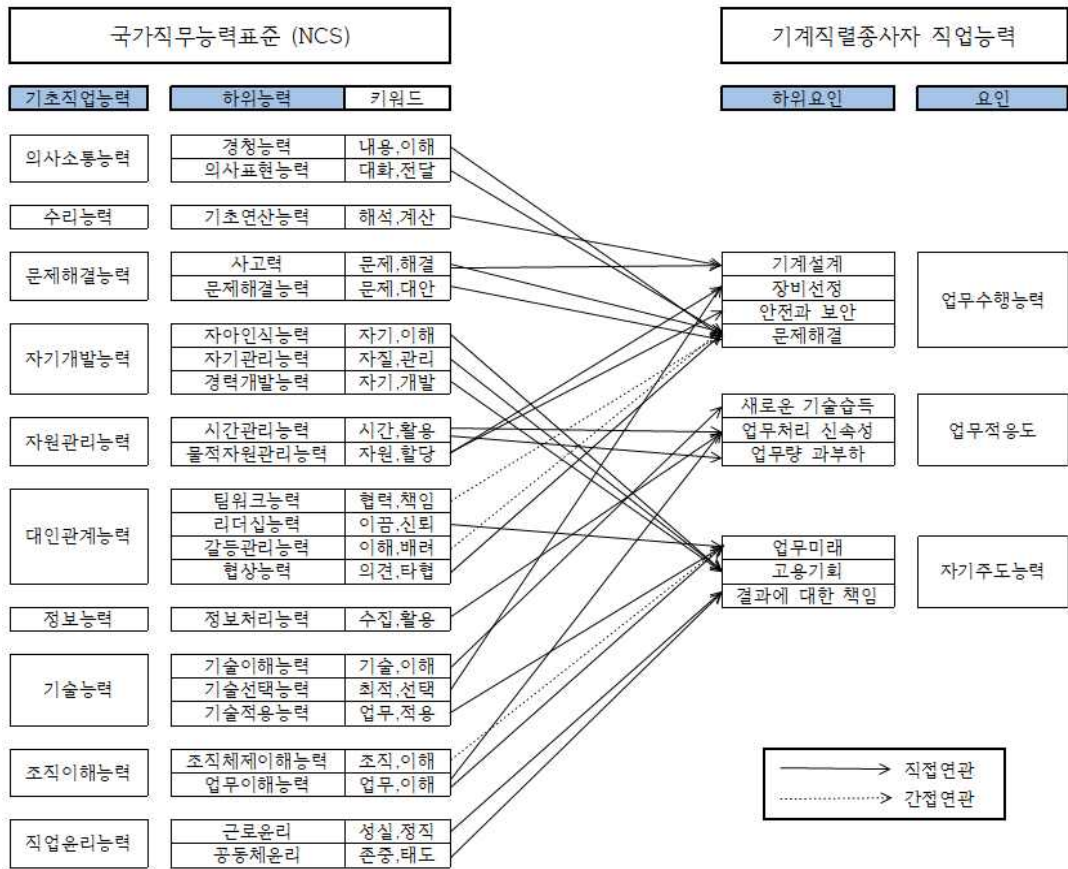 국가직무능력표준 (NCS)
기계직렬종사자 직업능력
기초직업능력 하위능력 키워드
하위요인 요인
의사소통능력
경청능력 내용,이해
의사표현능력 대화,전달
수리능력
기초연산능력 해석,계산
문제해결능력
사고력 문제,해결
문제해결능력 문제,대안
자기개발능력
자아인식능력 자기,이해
자기관리능력 자질,관리
경력개발능력 자기,개발
자원관리능력
시간관리능력 시간,활용
물적자원관리능력 자원,할당
대인관계능력
팀워크능력 협력,책임
리더십능력 이끔,신뢰
갈등관리능력 이해,배려
협상능력 의견,타협
정보능력
정보처리능력 수집,활용
기술능력
기술이해능력 기술,이해
기술선택능력 최적,선택
기술적용능력 업무,적용
조직이해능력
조직체제이해능력 조직,이해
업무이해능력 업무,이해
직업윤리능력
근로윤리 성실,정직
공동체윤리 존중,태도
기계설계
장비선정
안전과 보안
문제해결
업무수행능력
새로운 기술습득
업무처리 신속성
업무량 과부하
업무적응도
업무미래
고용기회
결과에 대한 책임
자기주도능력
직접연관
간접연관